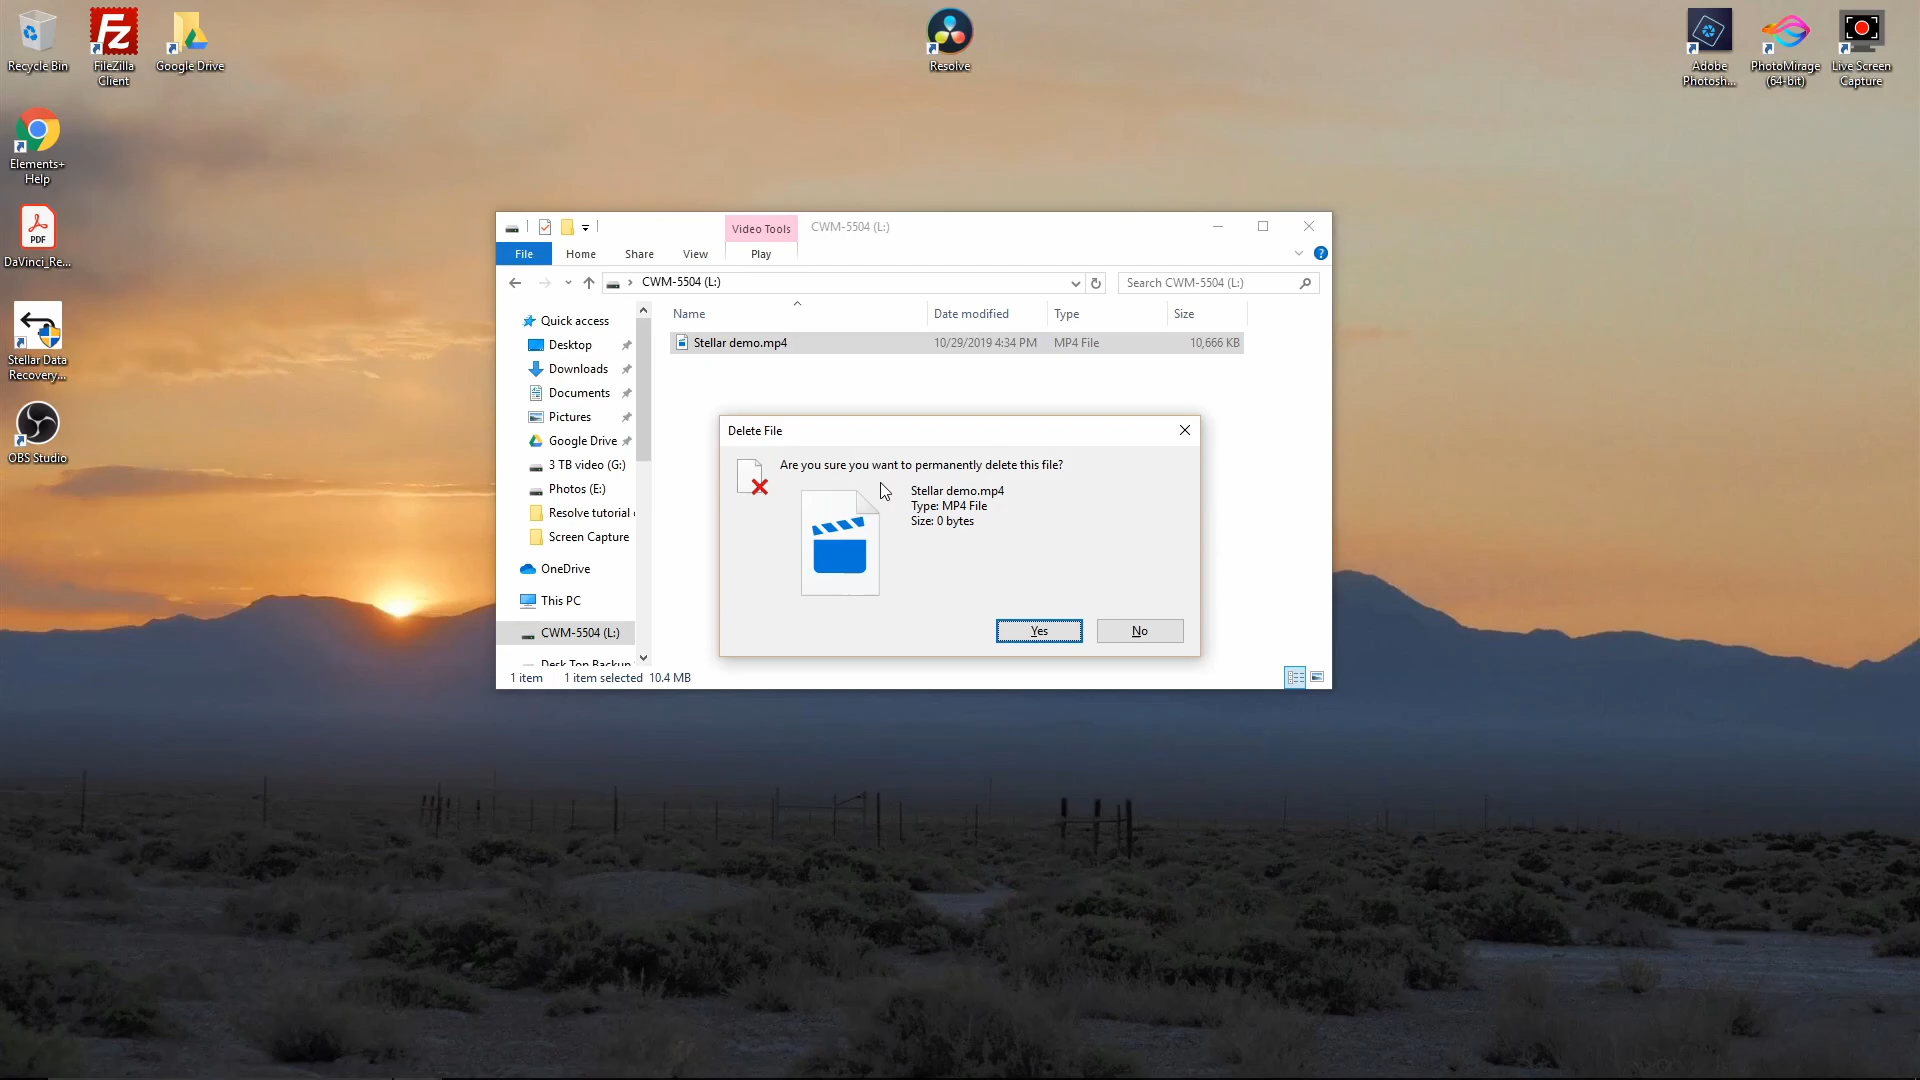 Recycle Bin
FileZilla
Client
Google Drive
Resolve
Adobe
Photosh...
PhotoMirage
(64-bit)
Live Screen
Capture
Elements+
Help
PDF
DaVinci_Re...
Stellar Data
Recovery...
OBS Studio
Video Tools
CWM-5504 (L:)
File
Home
Share
View
Play
CWM-5504 (L:)
Search CWM-5504 (L:)
Quick access
Desktop
Downloads
Documents
Pictures
Google Drive
3 TB video (G:)
Photos (E:)
Resolve tutorial
Screen Capture
OneDrive
This PC
CWM-5504 (L:)
Desk Top Backup
Name
Date modified
Type
Size
Stellar demo.mp4
10/29/2019 4:34 PM
MP4 File
10,666 KB
Delete File
Are you sure you want to permanently delete this file?
Stellar demo.mp4
Type: MP4 File
Size: 0 bytes
Yes
No
1 item
1 item selected 10.4 MB